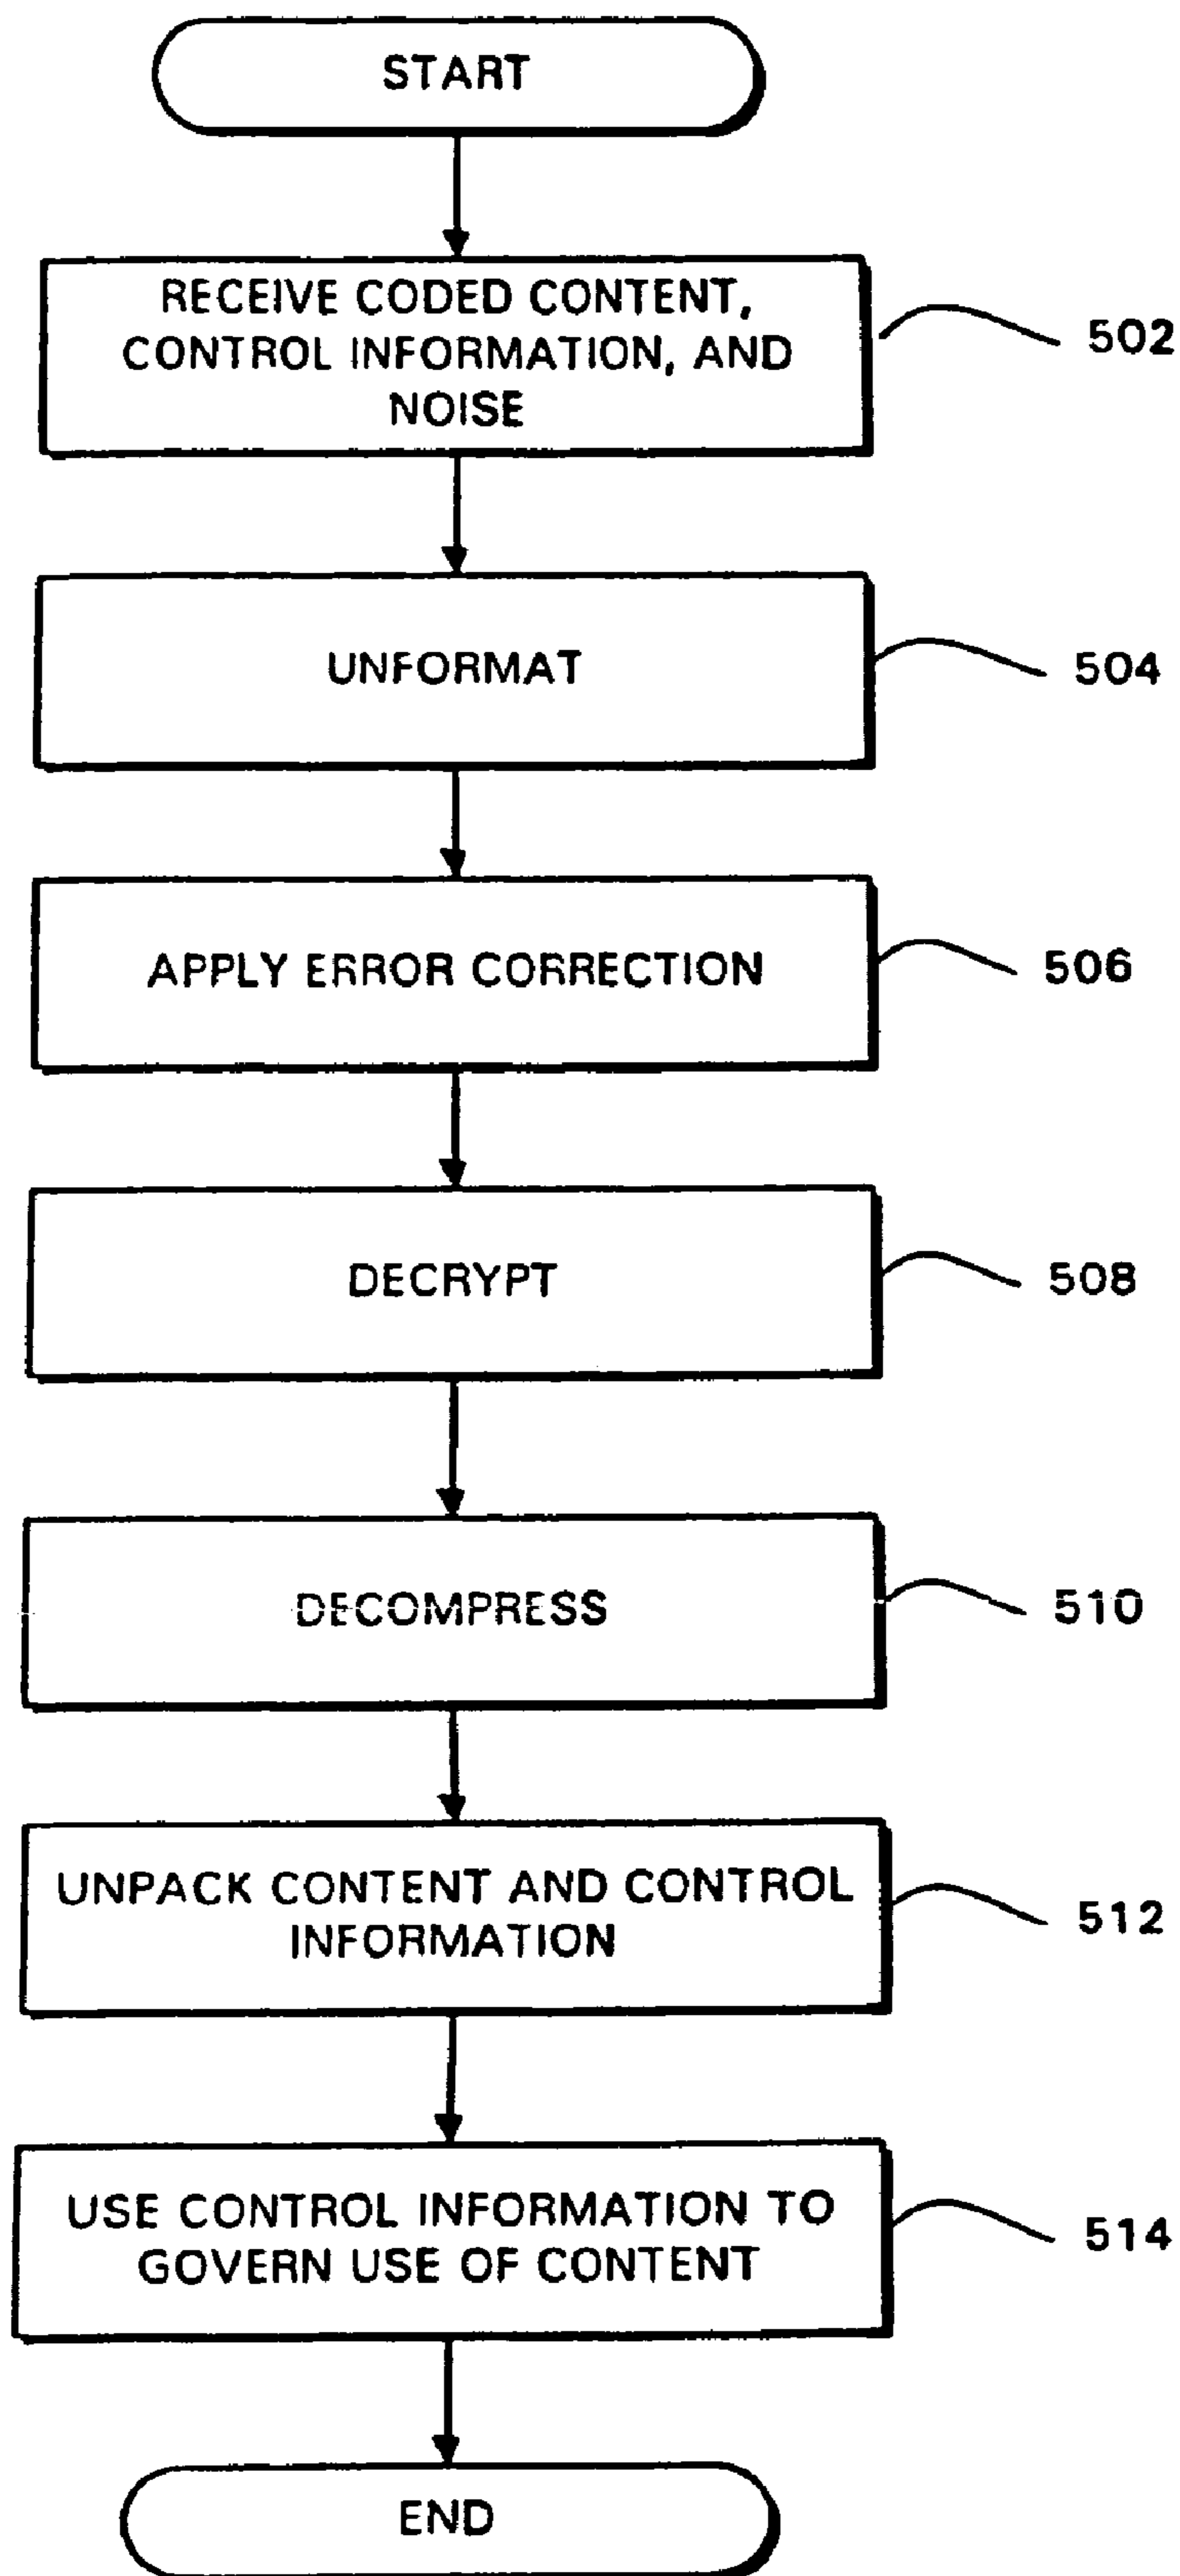 START
RECEIVE CODED CONTENT,
CONTROL INFORMATION, AND
NOISE
502
UNFORMAT
504
APPLY ERROR CORRECTION
506
DECRYPT
508
DECOMPRESS
510
UNPACK CONTENT AND CONTROL
INFORMATION
512
USE CONTROL INFORMATION TO
GOVERN USE OF CONTENT
514
END